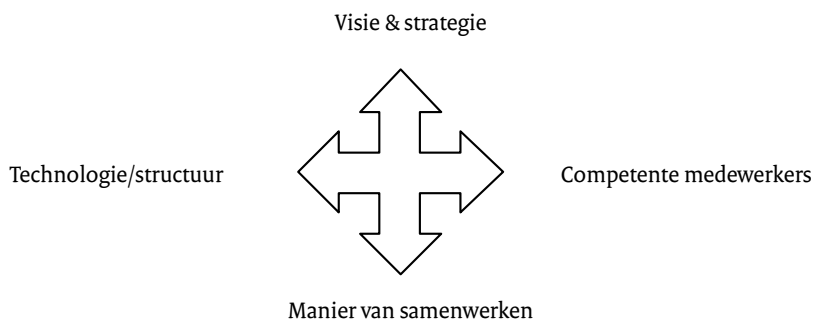 Visie & strategie
Technologie/structuur
Competente medewerkers
Manier van samenwerken